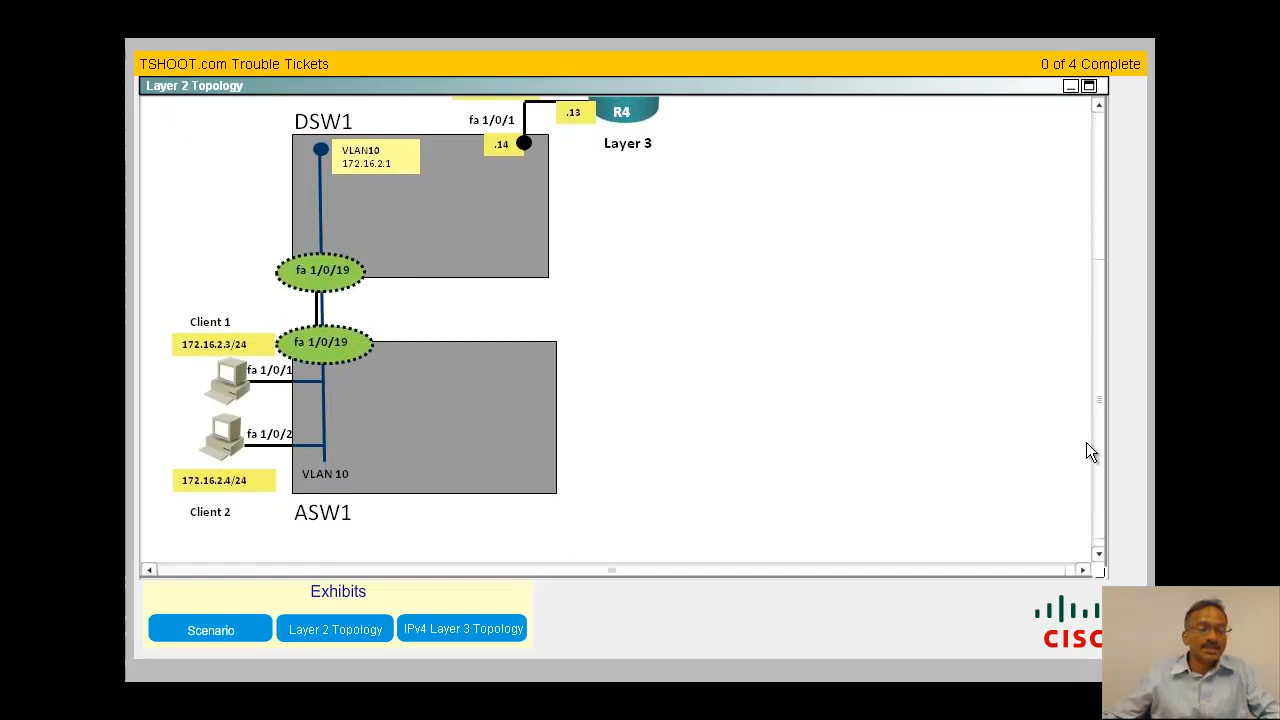 TSHOOT.com Trouble Tickets
0 of 4 Complete
Layer 2 Topology
DSW1
fa 1/0/1
.13
R4
.14
Layer 3
VLAN10
172.16.2.1
fa 1/0/19
Client 1
172.16.2.3/24
fa 1/0/19
fa 1/0/1
fa 1/0/2
VLAN 10
172.16.2.4/24
Client 2
ASW1
Exhibits
Scenario
Layer 2 Topology
IPv4 Layer 3 Topology
CISC